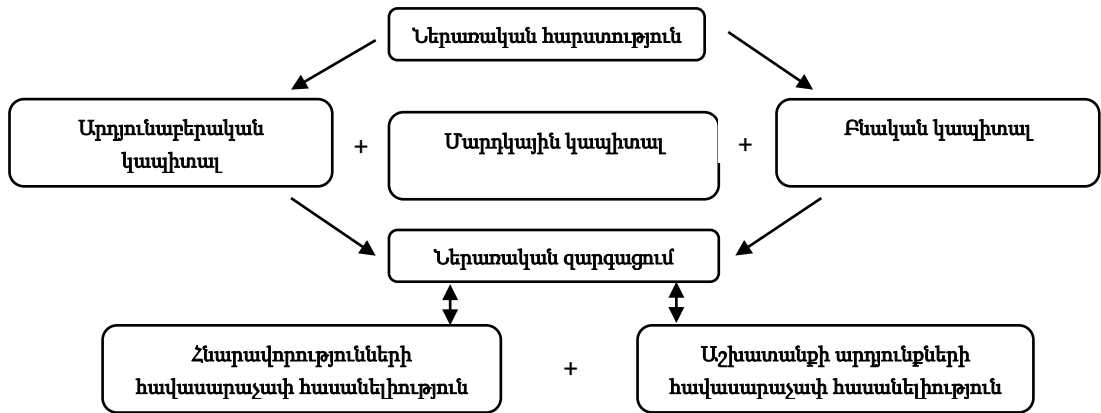 Ներառական հարստություն
Արդյունաբերական
կապիտալ
+
Մարդկային կապիտալ
+
Բնական կապիտալ
Ներառական զարգացում
Հնարավորությունների
հավասարաչափ հասանելիություն
+
Աշխատանքի արդյունքների
հավասարաչափ հասանելիություն